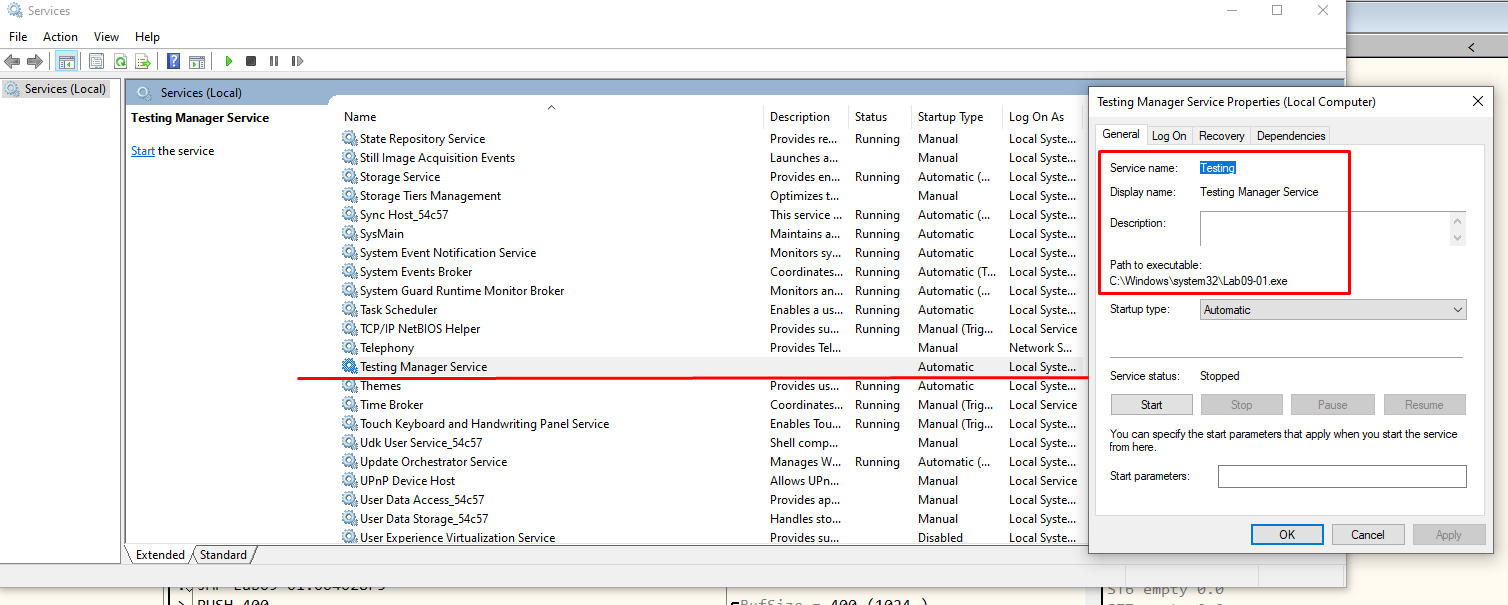 Services
File Action View Help
Services (Local)
Services (Local)
Testing Manager Service
Start the service
Name Description Status Startup Type Log On As
State Repository Service Provides re... Running Manual Local Syste...
Still Image Acquisition Events Launches a... Manual Local Syste...
Storage Service Provides en... Running Automatic (... Local Syste...
Storage Tiers Management Optimizes t... Manual Local Syste...
Sync Host_54c57 This service ... Running Automatic (... Local Syste...
SysMain Maintains a... Running Automatic Local Syste...
System Event Notification Service Monitors sy... Running Automatic Local Syste...
System Events Broker Coordinates... Running Automatic (T... Local Syste...
System Guard Runtime Monitor Broker Monitors an... Running Automatic (... Local Syste...
Task Scheduler Enables a us... Running Automatic Local Syste...
TCP/IP NetBIOS Helper Provides su... Running Manual (Trig... Local Service
Telephony Provides Tel... Manual Network S...
Testing Manager Service Automatic Local Syste...
Themes Provides us... Running Automatic Local Syste...
Time Broker Coordinates... Running Manual (Trig... Local Service
Touch Keyboard and Handwriting Panel Service Enables Tou... Running Manual (Trig... Local Syste...
Udk User Service_54c57 Shell comp... Manual Local Syste...
Update Orchestrator Service Manages W... Running Automatic (... Local Syste...
UPnP Device Host Allows UPn... Manual Local Service
User Data Access_54c57 Provides ap... Manual Local Syste...
User Data Storage_54c57 Handles sto... Manual Local Syste...
User Experience Virtualization Service Provides su... Disabled Local Syste...
Extended Standard
Testing Manager Service Properties (Local Computer)
General Log On Recovery Dependencies
Service name: Testing
Display name: Testing Manager Service
Description:
Path to executable:
C:\Windows\system32\Lab09-01.exe
Startup type: Automatic
Service status: Stopped
Start Stop Pause Resume
You can specify the start parameters that apply when you start the service
from here.
Start parameters:
OK Cancel Apply
ST6 empty 0.0
PUSH 400 BufSize = 400 (1024.)